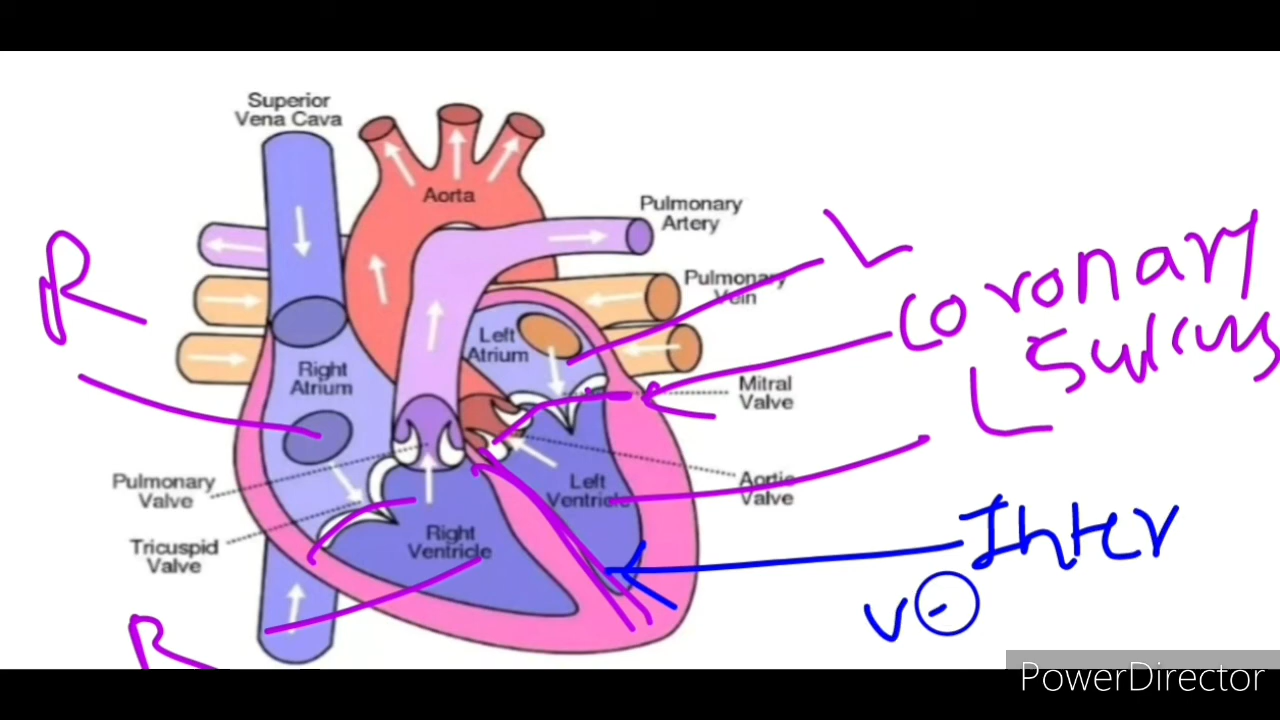 Superior
Vena Cava
Aorta
Pulmonary
Artery
R
L
Pulmonary
Vein
Coronary
Sulcus
Left
Atrium
Right
Atrium
Mitral
Valve
L
Pulmonary
Valve
Left
Ventricle
Aortic
Valve
Tricuspid
Valve
Right
Ventricle
Inter
R
PowerDirector